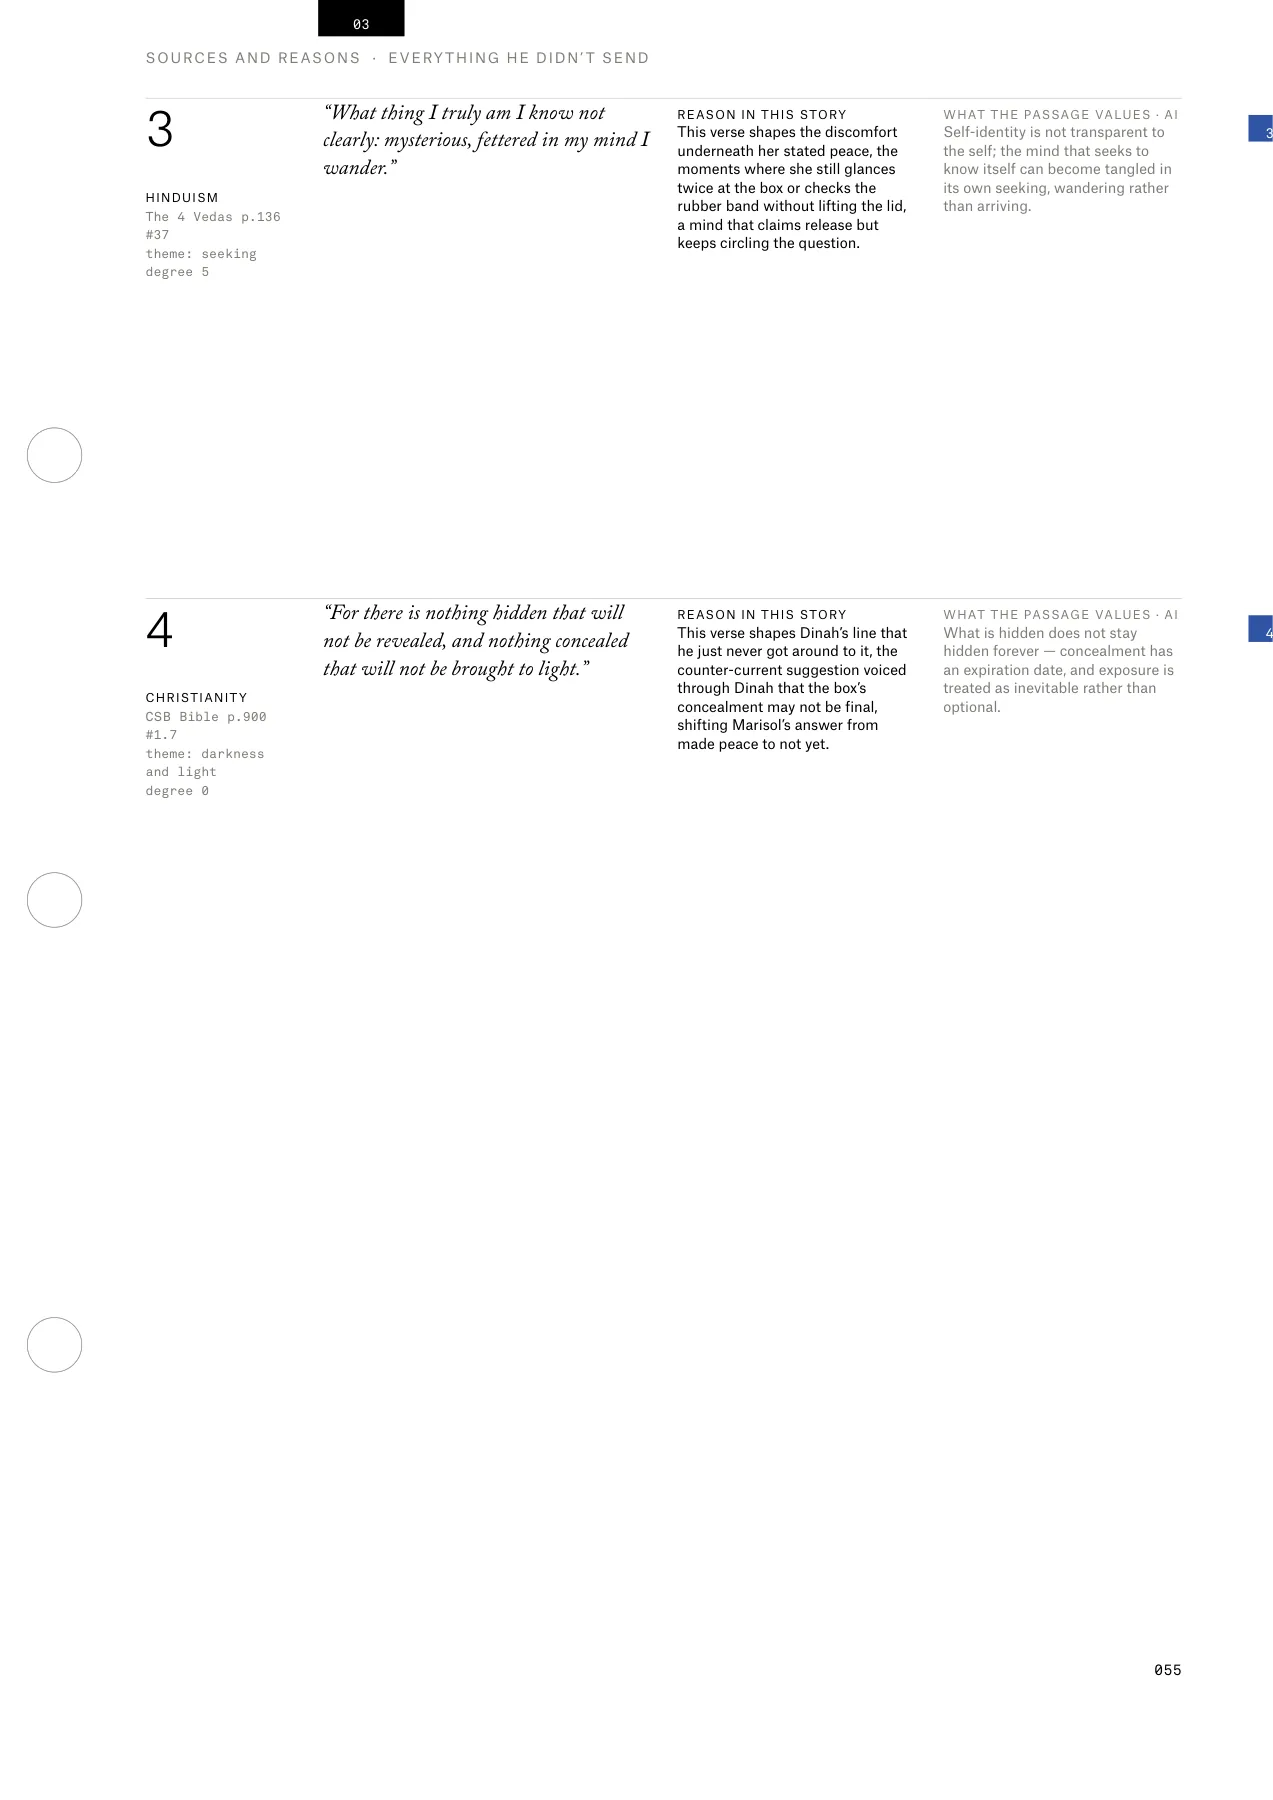 03
SOURCES AND REASONS · EVERYTHING HE DIDN’T SEND
3
HINDUISM
The 4 Vedas p.136
#37
theme: seeking
degree 5
“What thing I truly am I know not
clearly: mysterious, fettered in my mind I
wander.”
REASON IN THIS STORY
This verse shapes the discomfort
underneath her stated peace, the
moments where she still glances
twice at the box or checks the
rubber band without lifting the lid,
a mind that claims release but
keeps circling the question.
WHAT THE PASSAGE VALUES · AI
Self-identity is not transparent to
the self; the mind that seeks to
know itself can become tangled in
its own seeking, wandering rather
than arriving.
3
4
CHRISTIANITY
CSB Bible p.900
#1.7
theme: darkness
and light
degree 0
“For there is nothing hidden that will
not be revealed, and nothing concealed
that will not be brought to light.”
REASON IN THIS STORY
This verse shapes Dinah’s line that
he just never got around to it, the
counter-current suggestion voiced
through Dinah that the box’s
concealment may not be final,
shifting Marisol’s answer from
made peace to not yet.
WHAT THE PASSAGE VALUES · AI
What is hidden does not stay
hidden forever — concealment has
an expiration date, and exposure is
treated as inevitable rather than
optional.
4
055